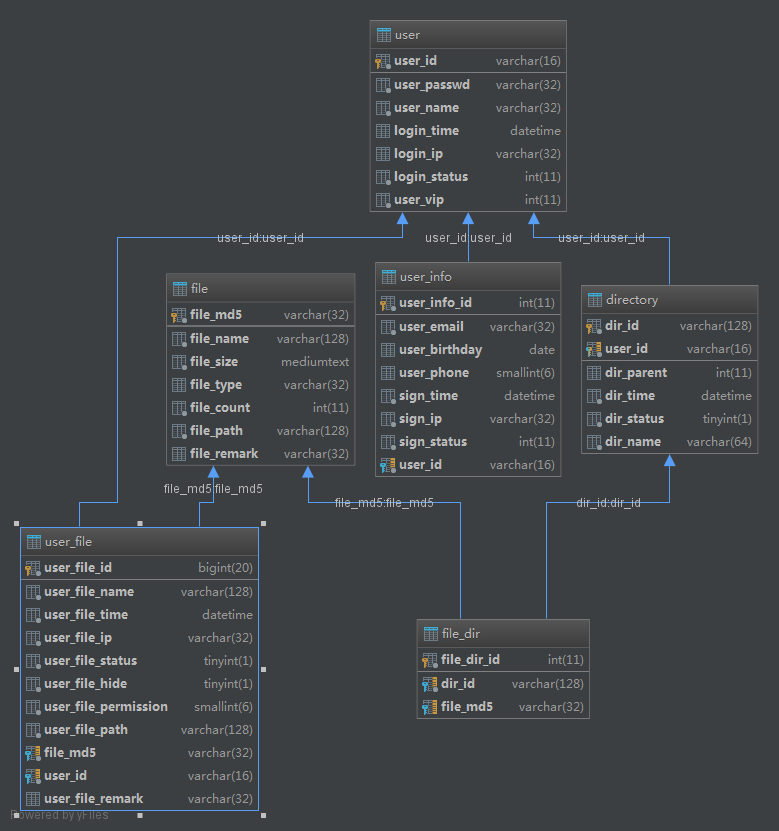 user
user_id varchar(16)
user_passwd varchar(32)
user_name varchar(32)
login_time datetime
login_ip varchar(32)
login_status int(11)
user_vip int(11)
user_id:user_id
user_id:user_id
user_id:user_id
file
file_md5 varchar(32)
file_name varchar(128)
file_size mediumtext
file_type varchar(32)
file_count int(11)
file_path varchar(128)
file_remark varchar(32)
user_info
user_info_id int(11)
user_email varchar(32)
user_birthday date
user_phone smallint(6)
sign_time datetime
sign_ip varchar(32)
sign_status int(11)
user_id varchar(16)
directory
dir_id varchar(128)
user_id varchar(16)
dir_parent int(11)
dir_time datetime
dir_status tinyint(1)
dir_name varchar(64)
file_md5:file_md5
file_md5:file_md5
dir_id:dir_id
user_file
user_file_id bigint(20)
user_file_name varchar(128)
user_file_time datetime
user_file_ip varchar(32)
user_file_status tinyint(1)
user_file_hide tinyint(1)
user_file_permission smallint(6)
user_file_path varchar(128)
file_md5 varchar(32)
user_id varchar(16)
user_file_remark varchar(32)
file_dir
file_dir_id int(11)
dir_id varchar(128)
file_md5 varchar(32)
Powered by yFiles